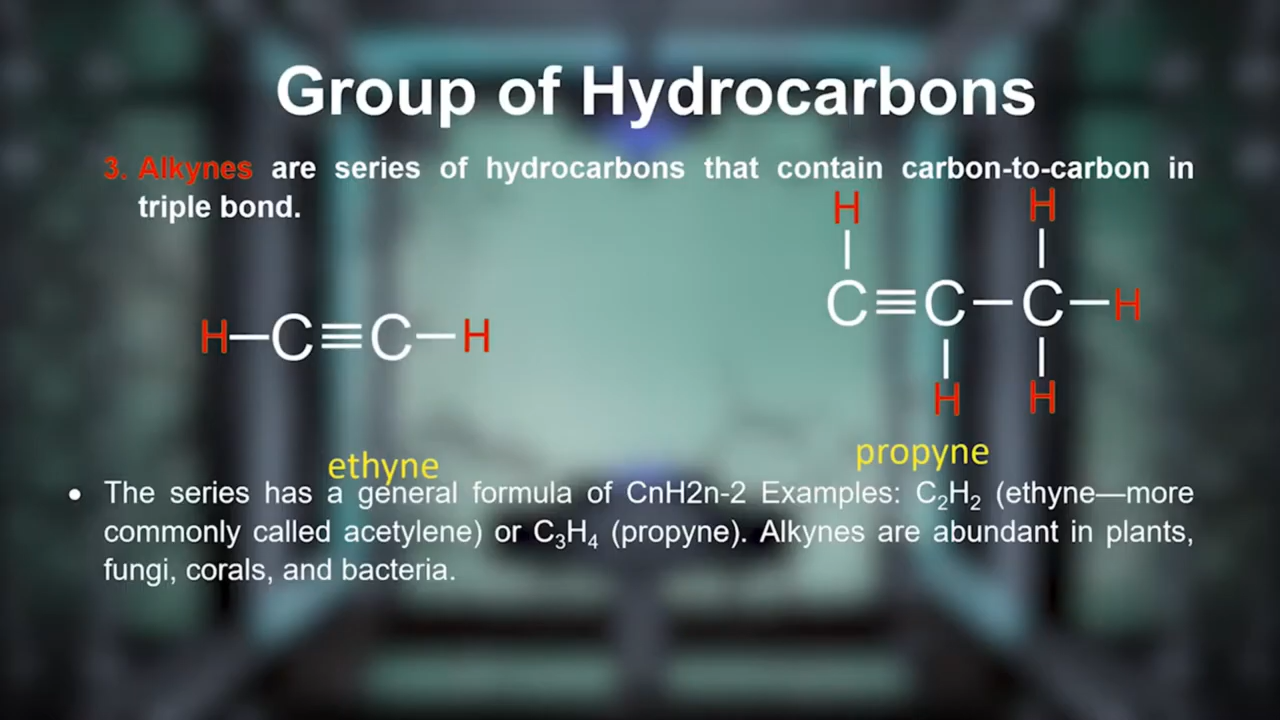 Group of Hydrocarbons
3. Alkynes are series of hydrocarbons that contain carbon-to-carbon in
triple bond.
H H
H—C≡C—H
C≡C—C—H
H H
ethyne
propyne
• The series has a general formula of CnH2n-2 Examples: C₂H₂ (ethyne—more
commonly called acetylene) or C₃H₄ (propyne). Alkynes are abundant in plants,
fungi, corals, and bacteria.